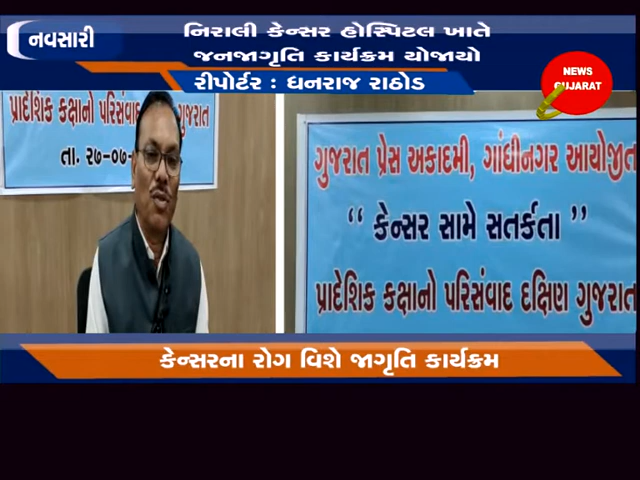 નવસારી
નિરાલી કેન્સર હોસ્પિટલ ખાતે
જનજાગૃતિ કાર્યક્રમ યોજાયો
રીપોર્ટર : ધનરાજ રાઠોડ
NEWS
GUJARAT
પ્રાદેશિક કક્ષાનો પરિસંવાદ ગુજરાત
તા. ૨૭-૦૭-
ગુજરાત પ્રેસ અકાદમી, ગાંધીનગર આયોજીત
“ કેન્સર સામે સતર્કતા ”
પ્રાદેશિક કક્ષાનો પરિસંવાદ દક્ષિણ ગુજરાત
કેન્સરના રોગ વિશે જાગૃતિ કાર્યક્રમ